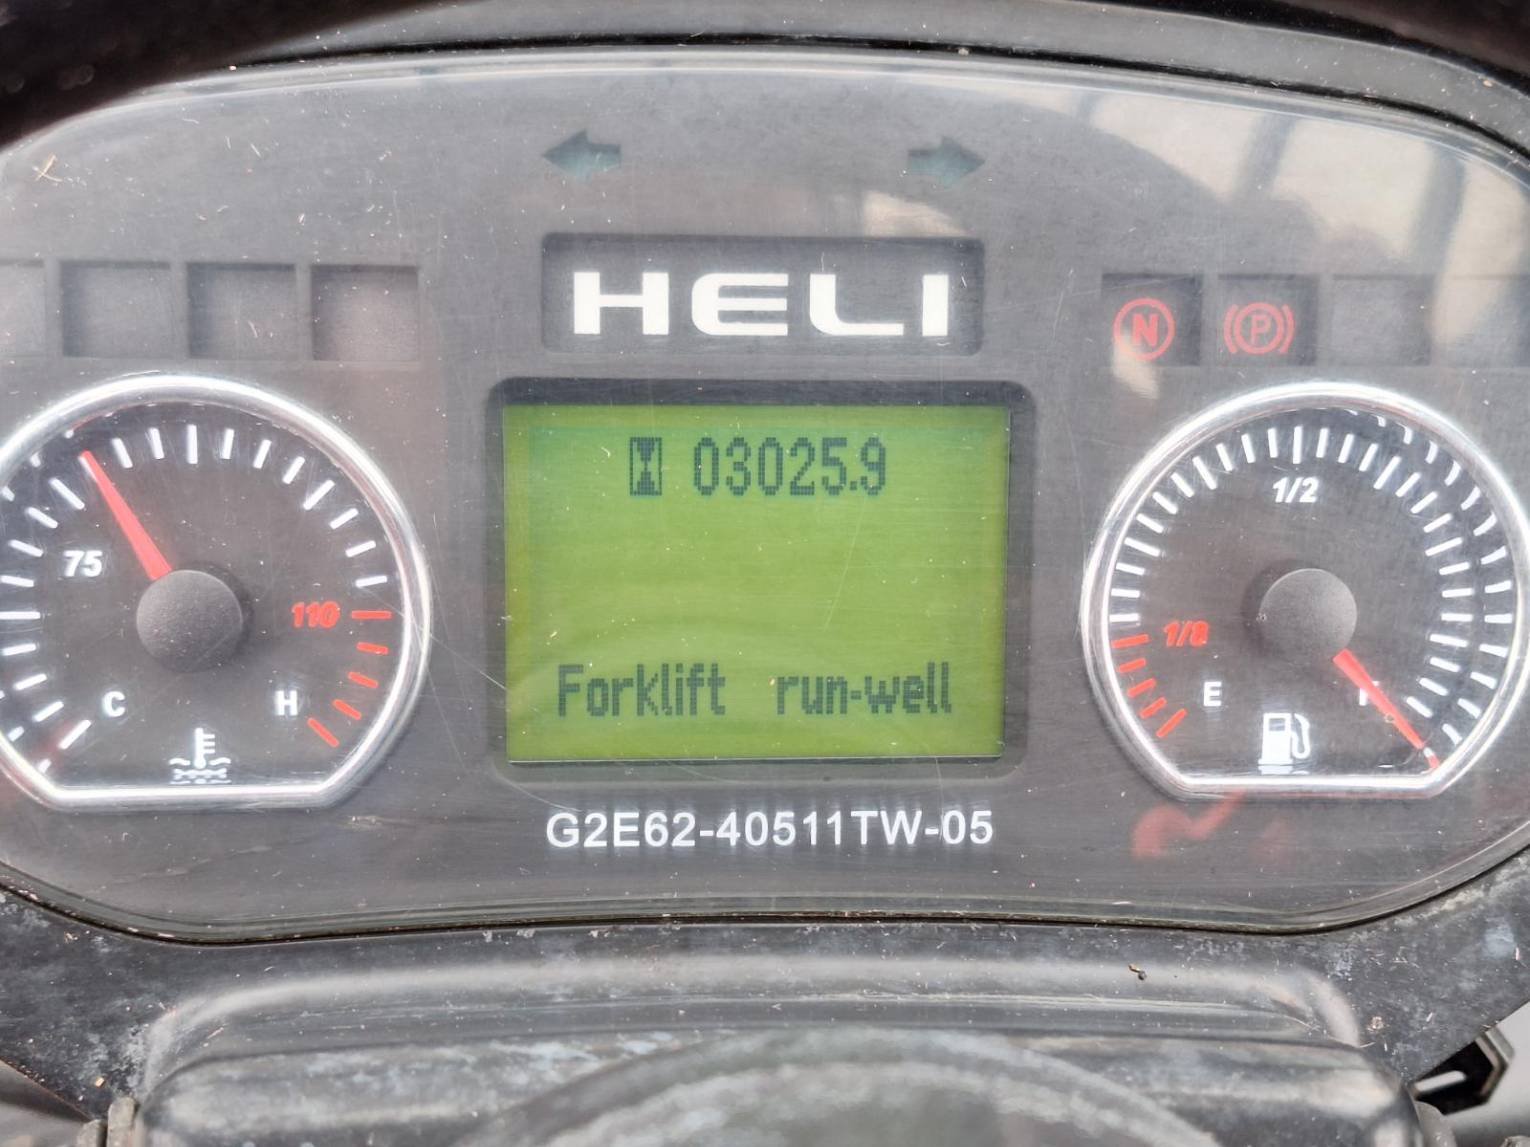 HELI
N
P
03025.9
75
110
C
H
1/2
1/8
E
F
Forklift run-well
G2E62-40511TW-05